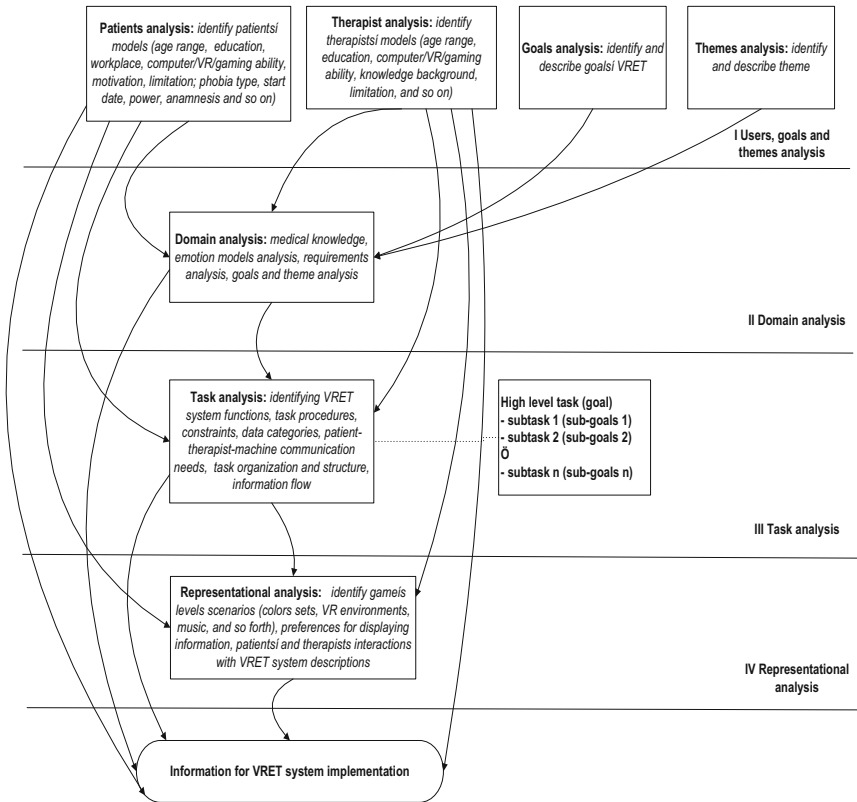 Patients analysis: identify patientsí
models (age range, education,
workplace, computer/VR/gaming ability,
motivation, limitation; phobia type, start
date, power, anamnesis and so on)
Therapist analysis: identify
therapistsí models (age range,
education, computer/VR/gaming
ability, knowledge background,
limitation, and so on)
Goals analysis: identify and
describe goalsí VRET
Themes analysis: identify
and describe theme
I Users, goals and
themes analysis
Domain analysis: medical knowledge,
emotion models analysis, requirements
analysis, goals and theme analysis
II Domain analysis
Task analysis: identifying VRET
system functions, task procedures,
constraints, data categories, patient-
therapist-machine communication
needs, task organization and structure,
information flow
High level task (goal)
- subtask 1 (sub-goals 1)
- subtask 2 (sub-goals 2)
Ö
- subtask n (sub-goals n)
III Task analysis
Representational analysis: identify gameís
levels scenarios (colors sets, VR environments,
music, and so forth), preferences for displaying
information, patientsí and therapists interactions
with VRET system descriptions
IV Representational
analysis
Information for VRET system implementation